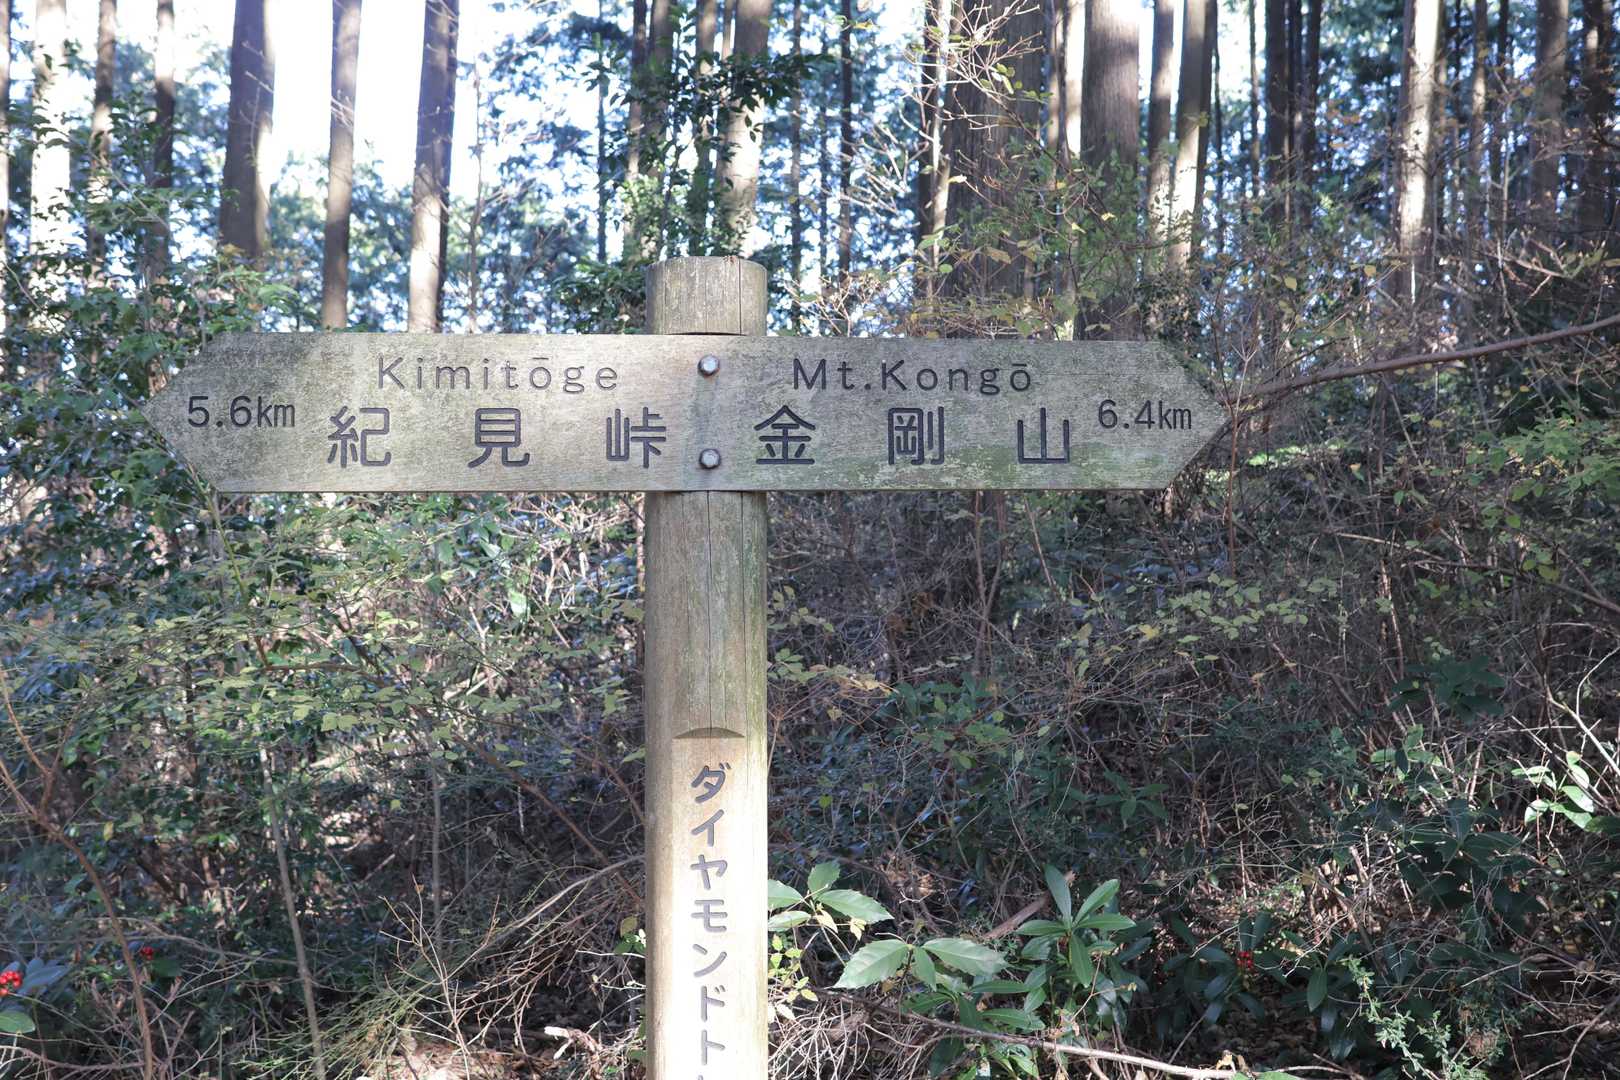 Kimitōge
5.6km 紀見峠
Mt.Kongō
金剛山 6.4km
ダイヤモンドト